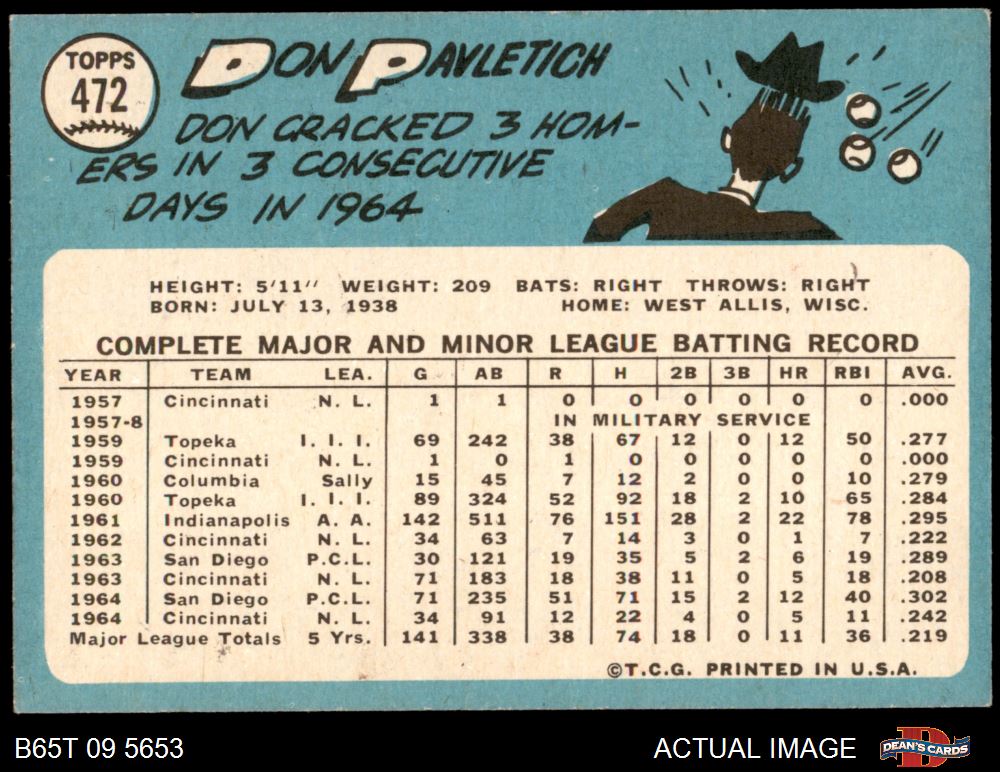 TOPPS
472
DON PAVLETICH
DON CRACKED 3 HOM-
ERS IN 3 CONSECUTIVE
DAYS IN 1964
HEIGHT: 5'11" WEIGHT: 209 BATS: RIGHT THROWS: RIGHT
BORN: JULY 13, 1938 HOME: WEST ALLIS, WISC.
COMPLETE MAJOR AND MINOR LEAGUE BATTING RECORD
YEAR TEAM LEA. G AB R H 2B 3B HR RBI AVG.
1957 Cincinnati N. L. 1 1 0 0 0 0 0 0 .000
1957-8 IN MILITARY SERVICE
1959 Topeka I. I. I. 69 242 38 67 12 0 12 50 .277
1959 Cincinnati N. L. 1 0 1 0 0 0 0 0 .000
1960 Columbia Sally 15 45 7 12 2 0 0 10 .279
1960 Topeka I. I. I. 89 324 52 92 18 2 10 65 .284
1961 Indianapolis A. A. 142 511 76 151 28 2 22 78 .295
1962 Cincinnati N. L. 34 63 7 14 3 0 1 7 .222
1963 San Diego P.C.L. 30 121 19 35 5 2 6 19 .289
1963 Cincinnati N. L. 71 183 18 38 11 0 5 18 .208
1964 San Diego P.C.L. 71 235 51 71 15 2 12 40 .302
1964 Cincinnati N. L. 34 91 12 22 4 0 5 11 .242
Major League Totals 5 Yrs. 141 338 38 74 18 0 11 36 .219
©T.C.G. PRINTED IN U.S.A.
B65T 09 5653 ACTUAL IMAGE DEAN'S CARDS